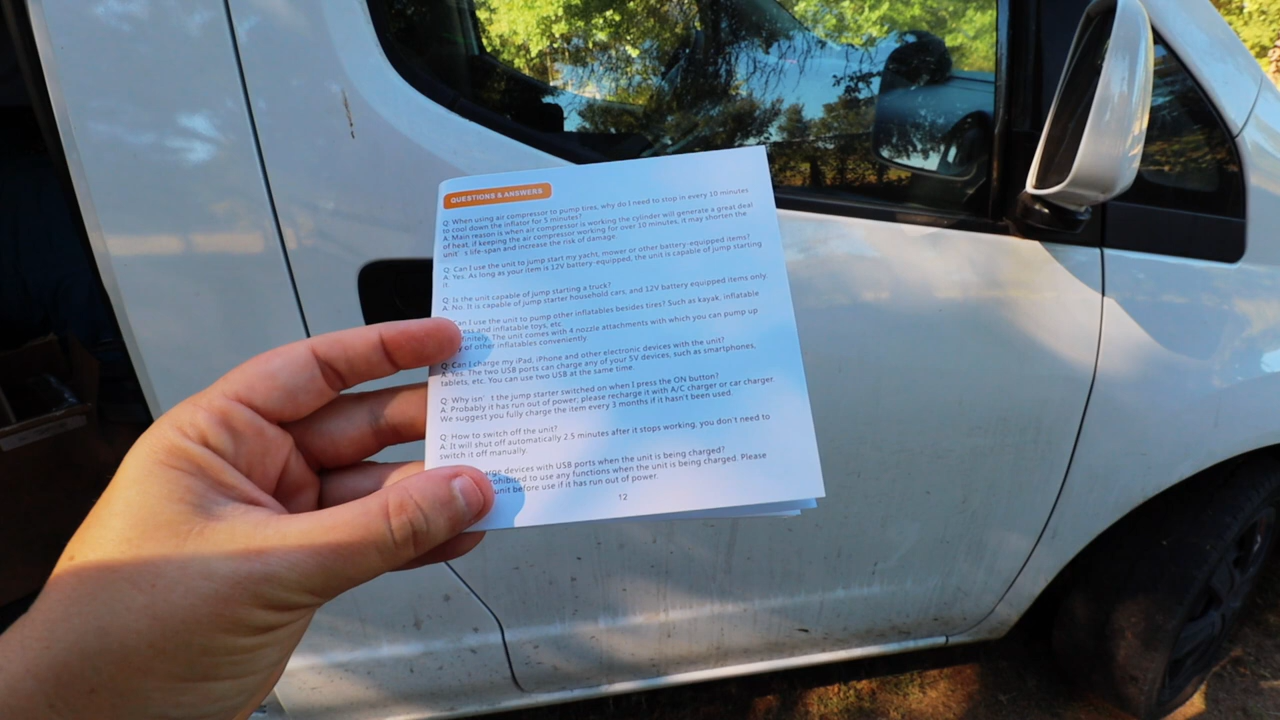 QUESTIONS & ANSWERS
Q: When using air compressor to pump tires, why do I need to stop in every 10 minutes
to cool down the inflator for 5 minutes?
A: Main reason is when air compressor is working the cylinder will generate a great deal
of heat, if keeping the air compressor working for over 10 minutes, it may shorten the
unit's life-span and increase the risk of damage.
Q: Can I use the unit to jump start my yacht, mower or other battery-equipped items?
A: Yes. As long as your item is 12V battery-equipped, the unit is capable of jump starting
it.
Q: Is the unit capable of jump starting a truck?
A: No. It is capable of jump starter household cars, and 12V battery equipped items only.
Can I use the unit to pump other inflatables besides tires? Such as kayak, inflatable
and inflatable toys, etc.
The unit comes with 4 nozzle attachments with which you can pump up
of other inflatables conveniently
Q: Can I charge my iPad, iPhone and other electronic devices with the unit?
A: Yes. The two USB ports can charge any of your 5V devices, such as smartphones,
tablets, etc. You can use two USB at the same time.
Q: Why isn't the jump starter switched on when I press the ON button?
A: Probably it has run out of power; please recharge it with A/C charger or car charger.
We suggest you fully charge the item every 3 months if it hasn't been used.
Q: How to switch off the unit?
A: It will shut off automatically 2.5 minutes after it stops working, you don't need to
switch it off manually.
devices with USB ports when the unit is being charged?
to use any functions when the unit is being charged. Please
unit before use if it has run out of power.
12